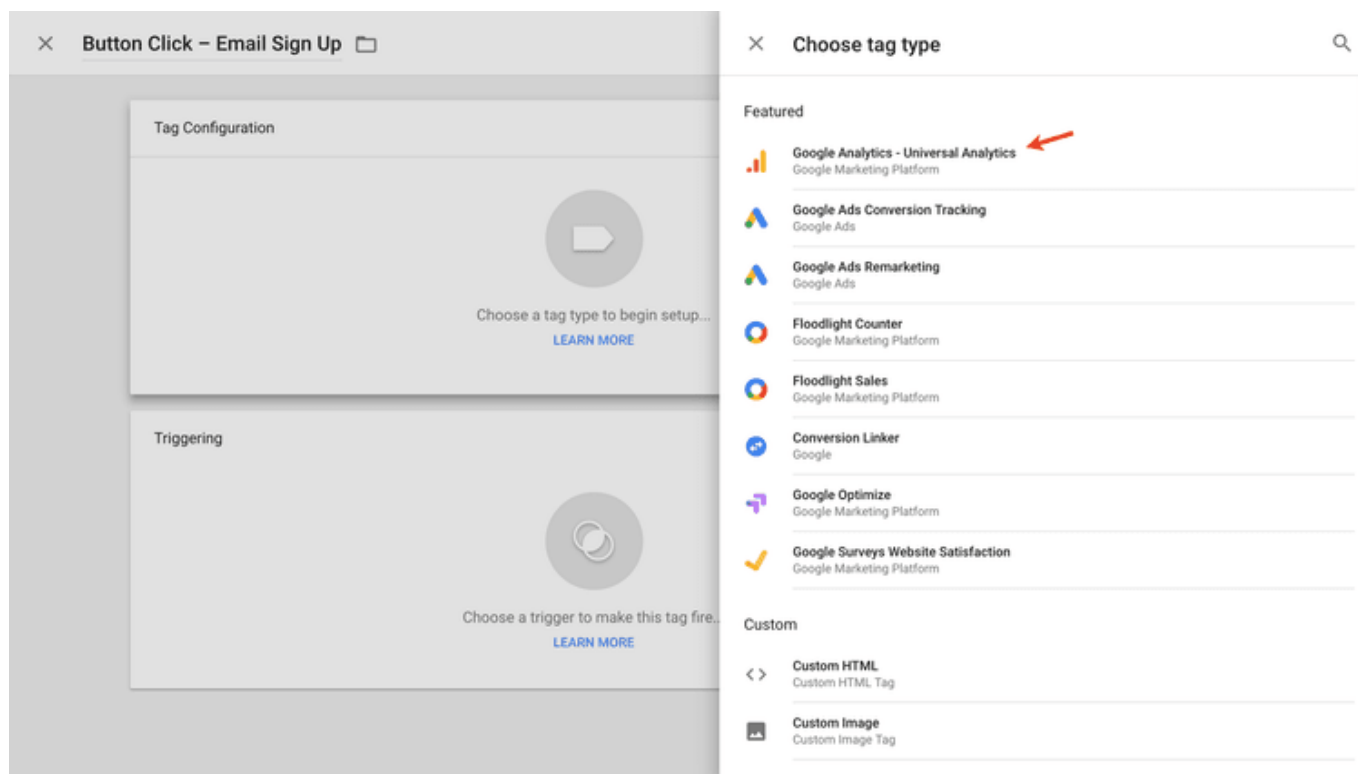 Button Click – Email Sign Up
Tag Configuration
Choose a tag type to begin setup...
LEARN MORE
Triggering
Choose a trigger to make this tag fire..
LEARN MORE
Choose tag type
Featured
Google Analytics - Universal Analytics
Google Marketing Platform
Google Ads Conversion Tracking
Google Ads
Google Ads Remarketing
Google Ads
Floodlight Counter
Google Marketing Platform
Floodlight Sales
Google Marketing Platform
Conversion Linker
Google
Google Optimize
Google Marketing Platform
Google Surveys Website Satisfaction
Google Marketing Platform
Custom
Custom HTML
Custom HTML Tag
Custom Image
Custom Image Tag